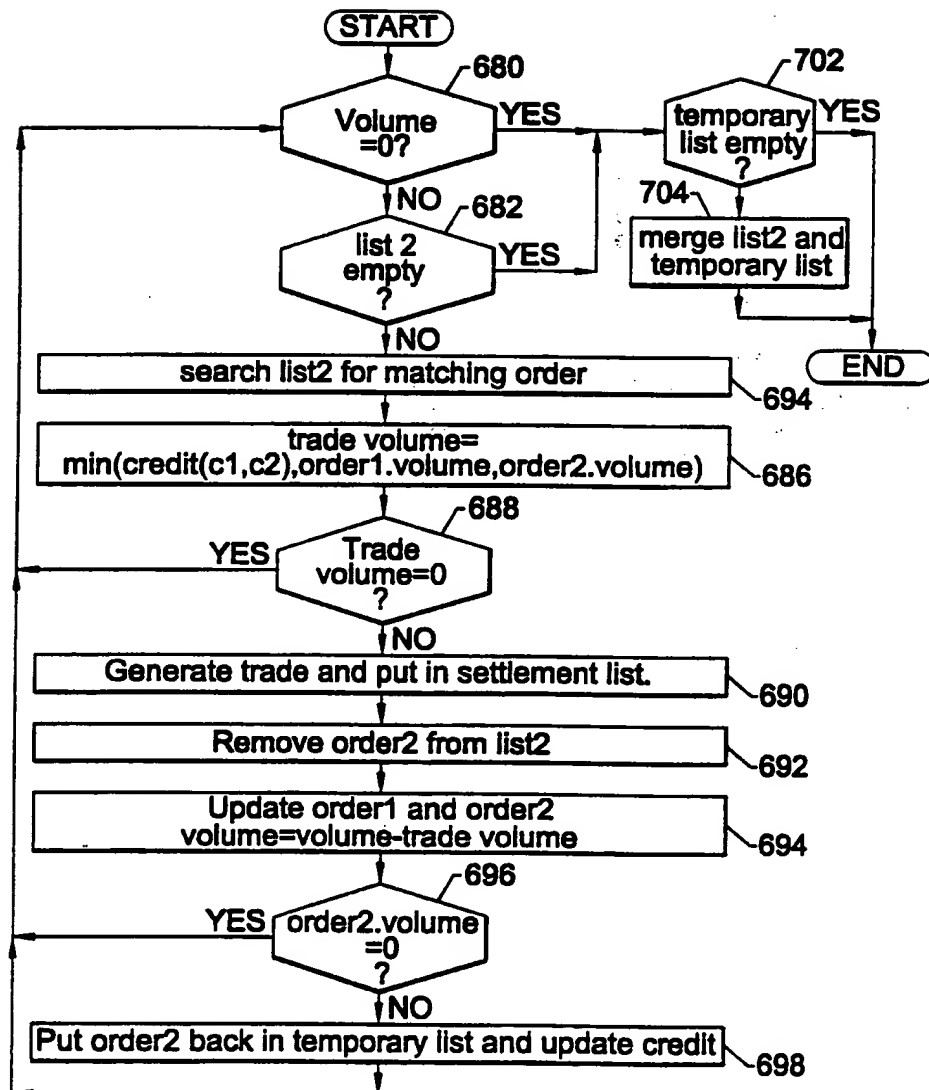 START
680
Volume
=0?
YES
NO
702
temporary
list empty
?
YES
704
merge list2 and
temporary list
END
682
list 2
empty
?
YES
NO
search list2 for matching order
694
trade volume=
min(credit(c1,c2),order1.volume,order2.volume)
686
688
Trade
volume=0
?
YES
NO
Generate trade and put in settlement list.
690
Remove order2 from list2
692
Update order1 and order2
volume=volume-trade volume
694
696
order2.volume
=0
?
YES
NO
Put order2 back in temporary list and update credit
698